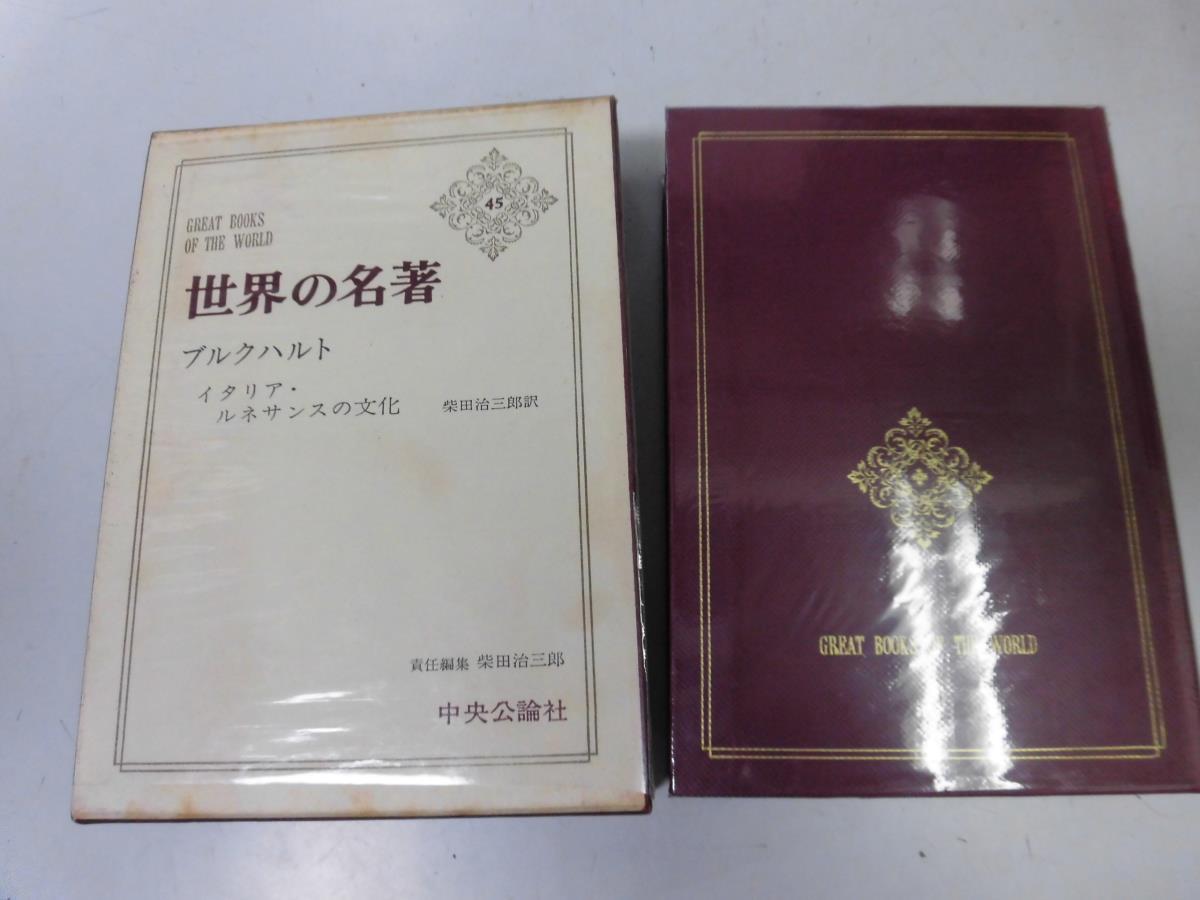 45
GREAT BOOKS
OF THE WORLD
世界の名著
ブルクハルト
イタリア・
ルネサンスの文化
柴田治三郎訳
責任編集 柴田治三郎
中央公論社
GREAT BOOKS OF THE WORLD